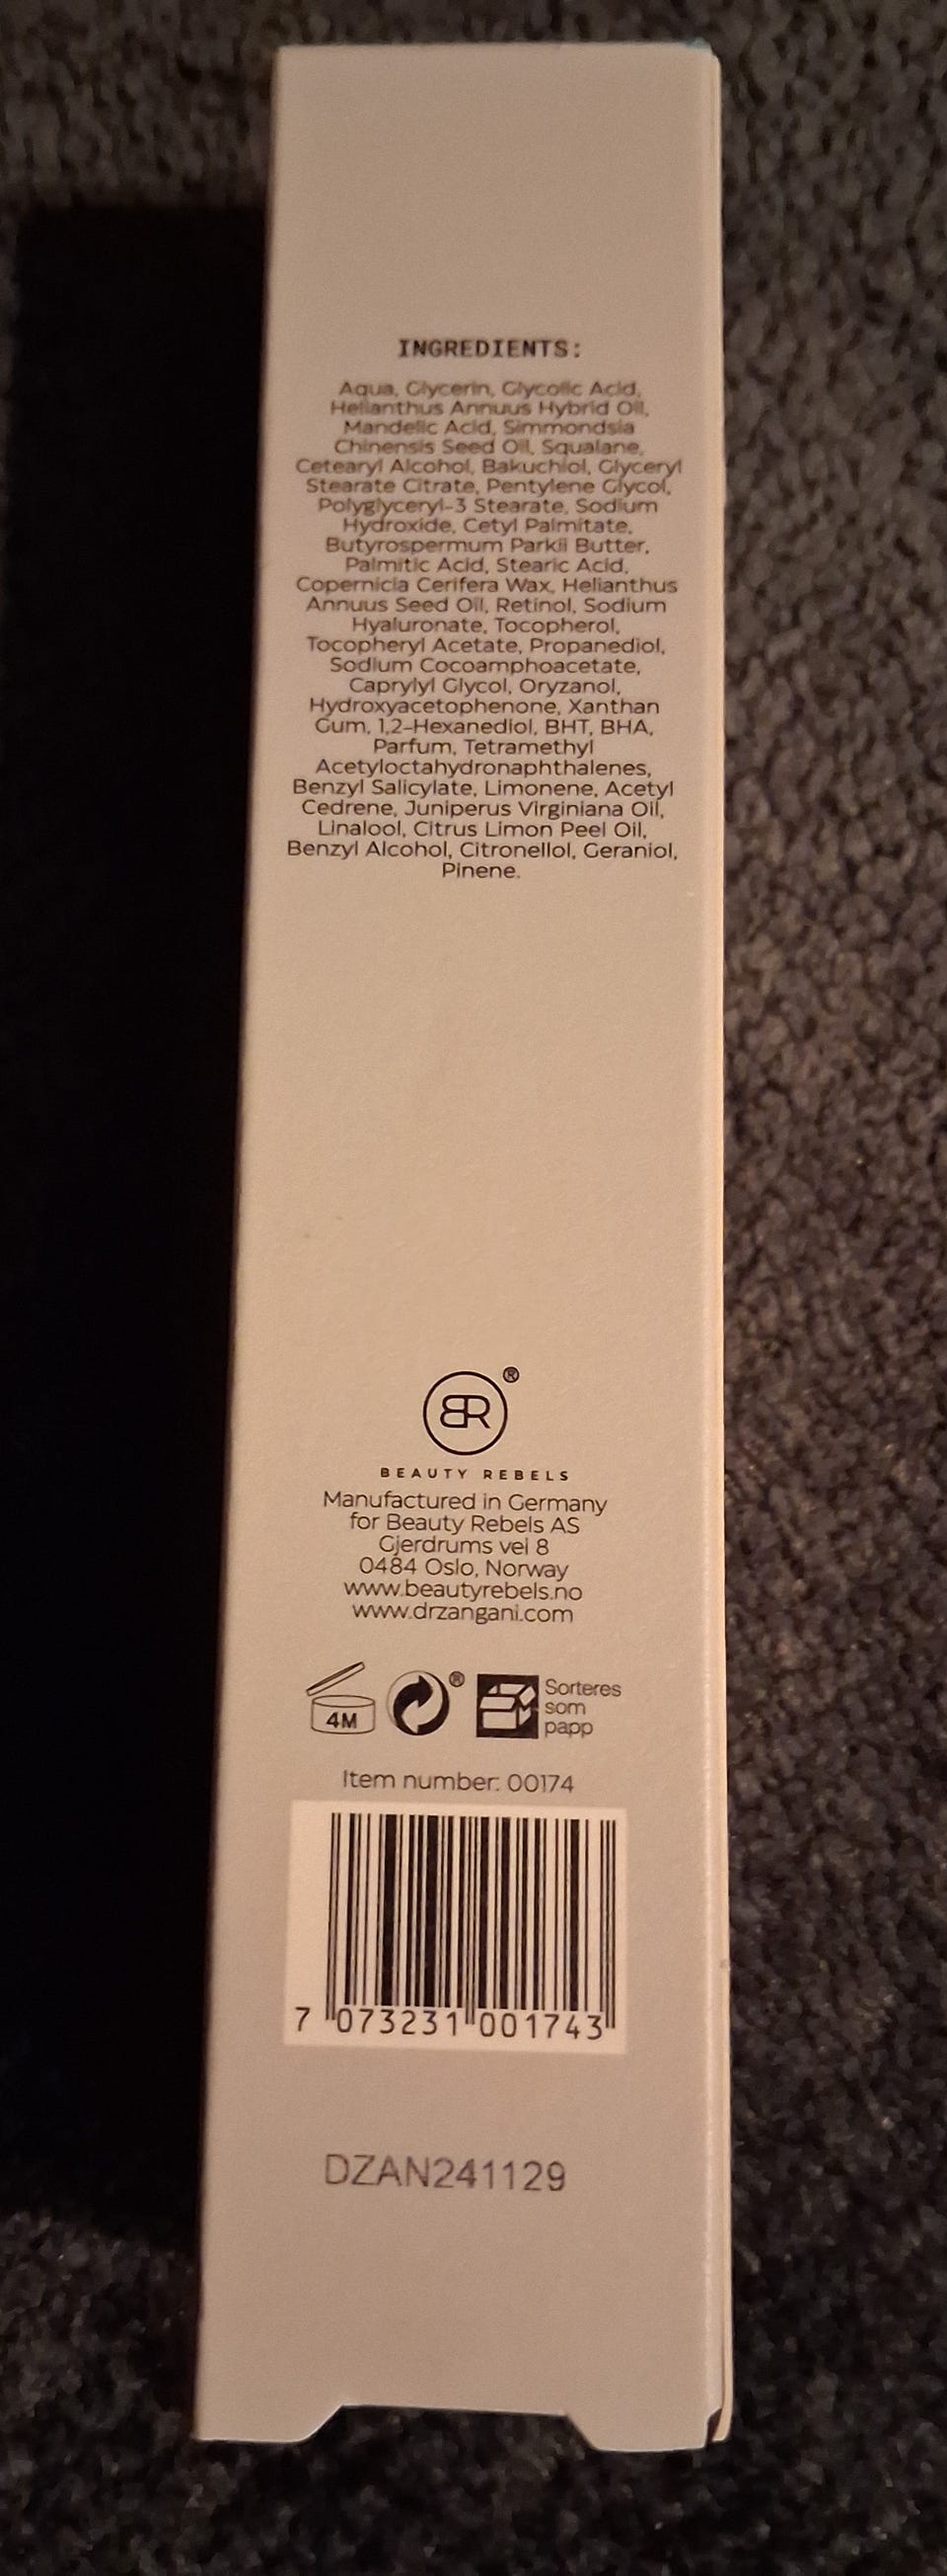 INGREDIENTS:
Aqua, Glycerin, Glycolic Acid,
Helianthus Annuus Hybrid Oil,
Mandelic Acid, Simmondsia
Chinensis Seed Oil, Squalane,
Cetearyl Alcohol, Bakuchiol, Glyceryl
Stearate Citrate, Pentylene Glycol,
Polyglyceryl-3 Stearate, Sodium
Hydroxide, Cetyl Palmitate,
Butyrospermum Parkii Butter,
Palmitic Acid, Stearic Acid,
Copernicia Cerifera Wax, Helianthus
Annuus Seed Oil, Retinol, Sodium
Hyaluronate, Tocopherol,
Tocopheryl Acetate, Propanediol,
Sodium Cocoamphoacetate,
Caprylyl Glycol, Oryzanol,
Hydroxyacetophenone, Xanthan
Gum, 1,2-Hexanediol, BHT, BHA,
Parfum, Tetramethyl
Acetyloctahydronaphthalenes,
Benzyl Salicylate, Limonene, Acetyl
Cedrene, Juniperus Virginiana Oil,
Linalool, Citrus Limon Peel Oil,
Benzyl Alcohol, Citronellol, Geraniol,
Pinene.
BR®
BEAUTY REBELS
Manufactured in Germany
for Beauty Rebels AS
Gjerdrums vei 8
0484 Oslo, Norway
www.beautyrebels.no
www.drzangani.com
4M ® Sorteres
som
papp
Item number: 00174
7 073231 001743
DZAN241129